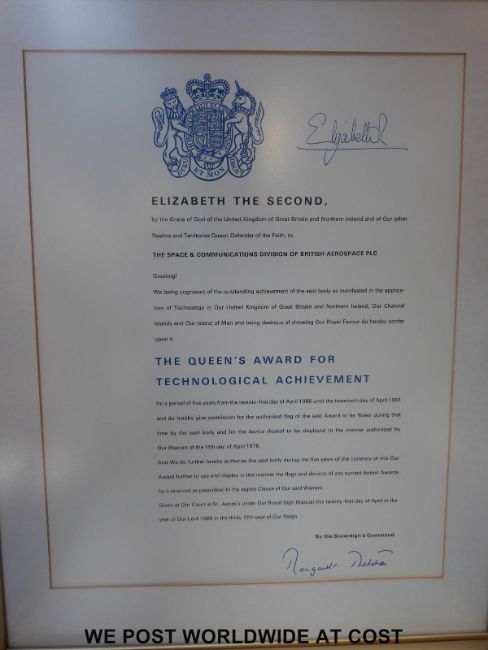 Elizabeth R
ELIZABETH THE SECOND,
by the Grace of God of the United Kingdom of Great Britain and Northern Ireland and of Our other
Realms and Territories Queen Defender of the Faith, to
THE SPACE & COMMUNICATIONS DIVISION OF BRITISH AEROSPACE PLC
Greeting!
We being cognisant of the outstanding achievement of the said body as manifested in the applica-
tion of Technology in Our United Kingdom of Great Britain and Northern Ireland, Our Channel
Islands and Our Island of Man and being desirous of showing Our Royal Favour do hereby confer
upon it
THE QUEEN'S AWARD FOR
TECHNOLOGICAL ACHIEVEMENT
for a period of five years from the twenty-first day of April 1986 until the twentieth day of April 1991
and do hereby give permission for the authorised flag of the said Award to be flown during that
time by the said body and for the device thereof to be displayed in the manner authorised by
Our Warrant of the fifth day of April 1976.
And We do further hereby authorise the said body during the five years of the currency of this Our
Award further to use and display in like manner the flags and devices of any current former Awards
by it received as prescribed in the eighth Clause of Our said Warrant.
Given at Our Court at St. James's under Our Royal Sign Manual this twenty-first day of April in the
year of Our Lord 1986 in the thirty-fifth year of Our Reign.
By the Sovereign's Command
Margaret Thatcher
WE POST WORLDWIDE AT COST